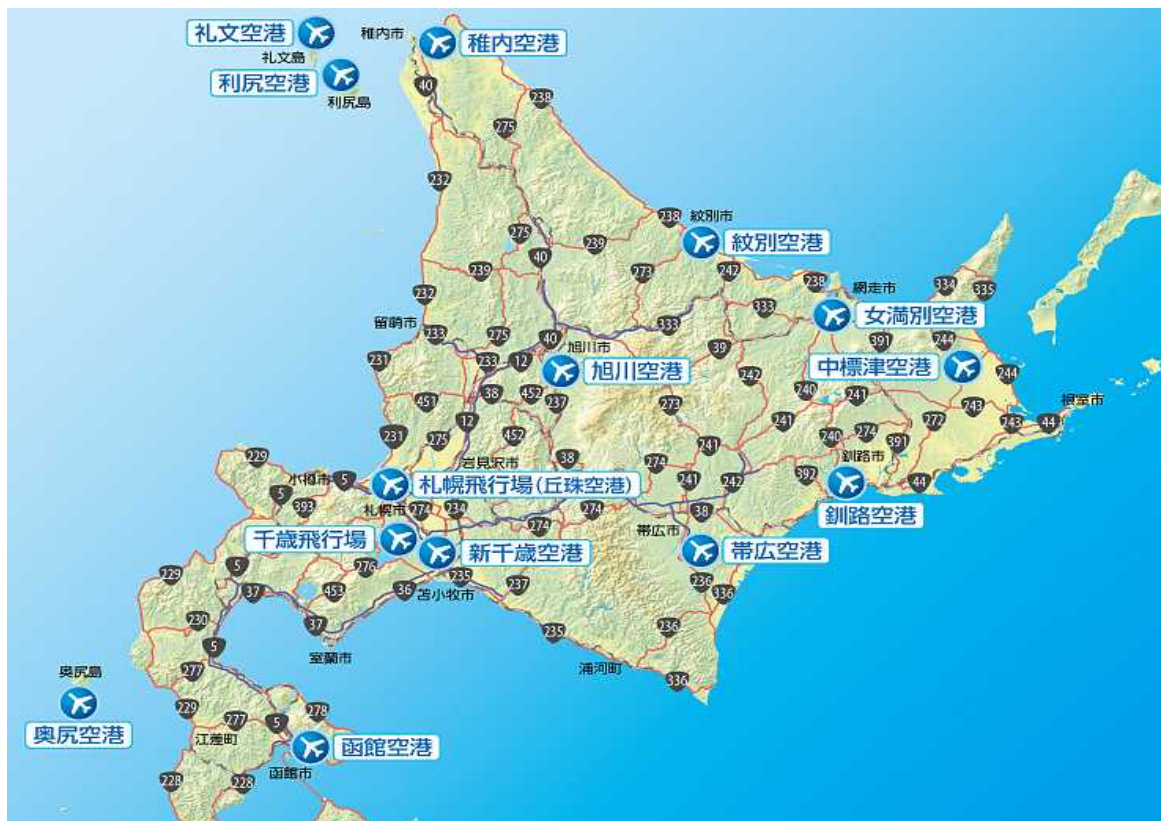 礼文空港
稚内市
稚内空港
礼文島
利尻空港
40
利尻島
238
275
232
紋別市
238
275
239
紋別空港
40
239
273
242
238
網走市
334
335
232
333
留萌市
233
275
40
333
女満別空港
391
244
旭川市
39
231
233
12
旭川空港
242
中標津空港
244
38
452
237
273
240
241
451
243
根室市
12
241
272
243
44
231
275
452
240
274
391
241
229
岩見沢市
38
274
釧路市
小樽市
5
札幌飛行場(丘珠空港)
241
242
392
44
5
393
札幌市
274
234
274
274
38
釧路空港
千歳飛行場
新千歳空港
帯広市
帯広空港
5
229
276
235
237
236
37
453
36
苫小牧市
336
230
37
235
236
5
室蘭市
浦河町
奥尻島
277
336
229
278
277
5
奥尻空港
江差町
函館空港
函館市
228
228